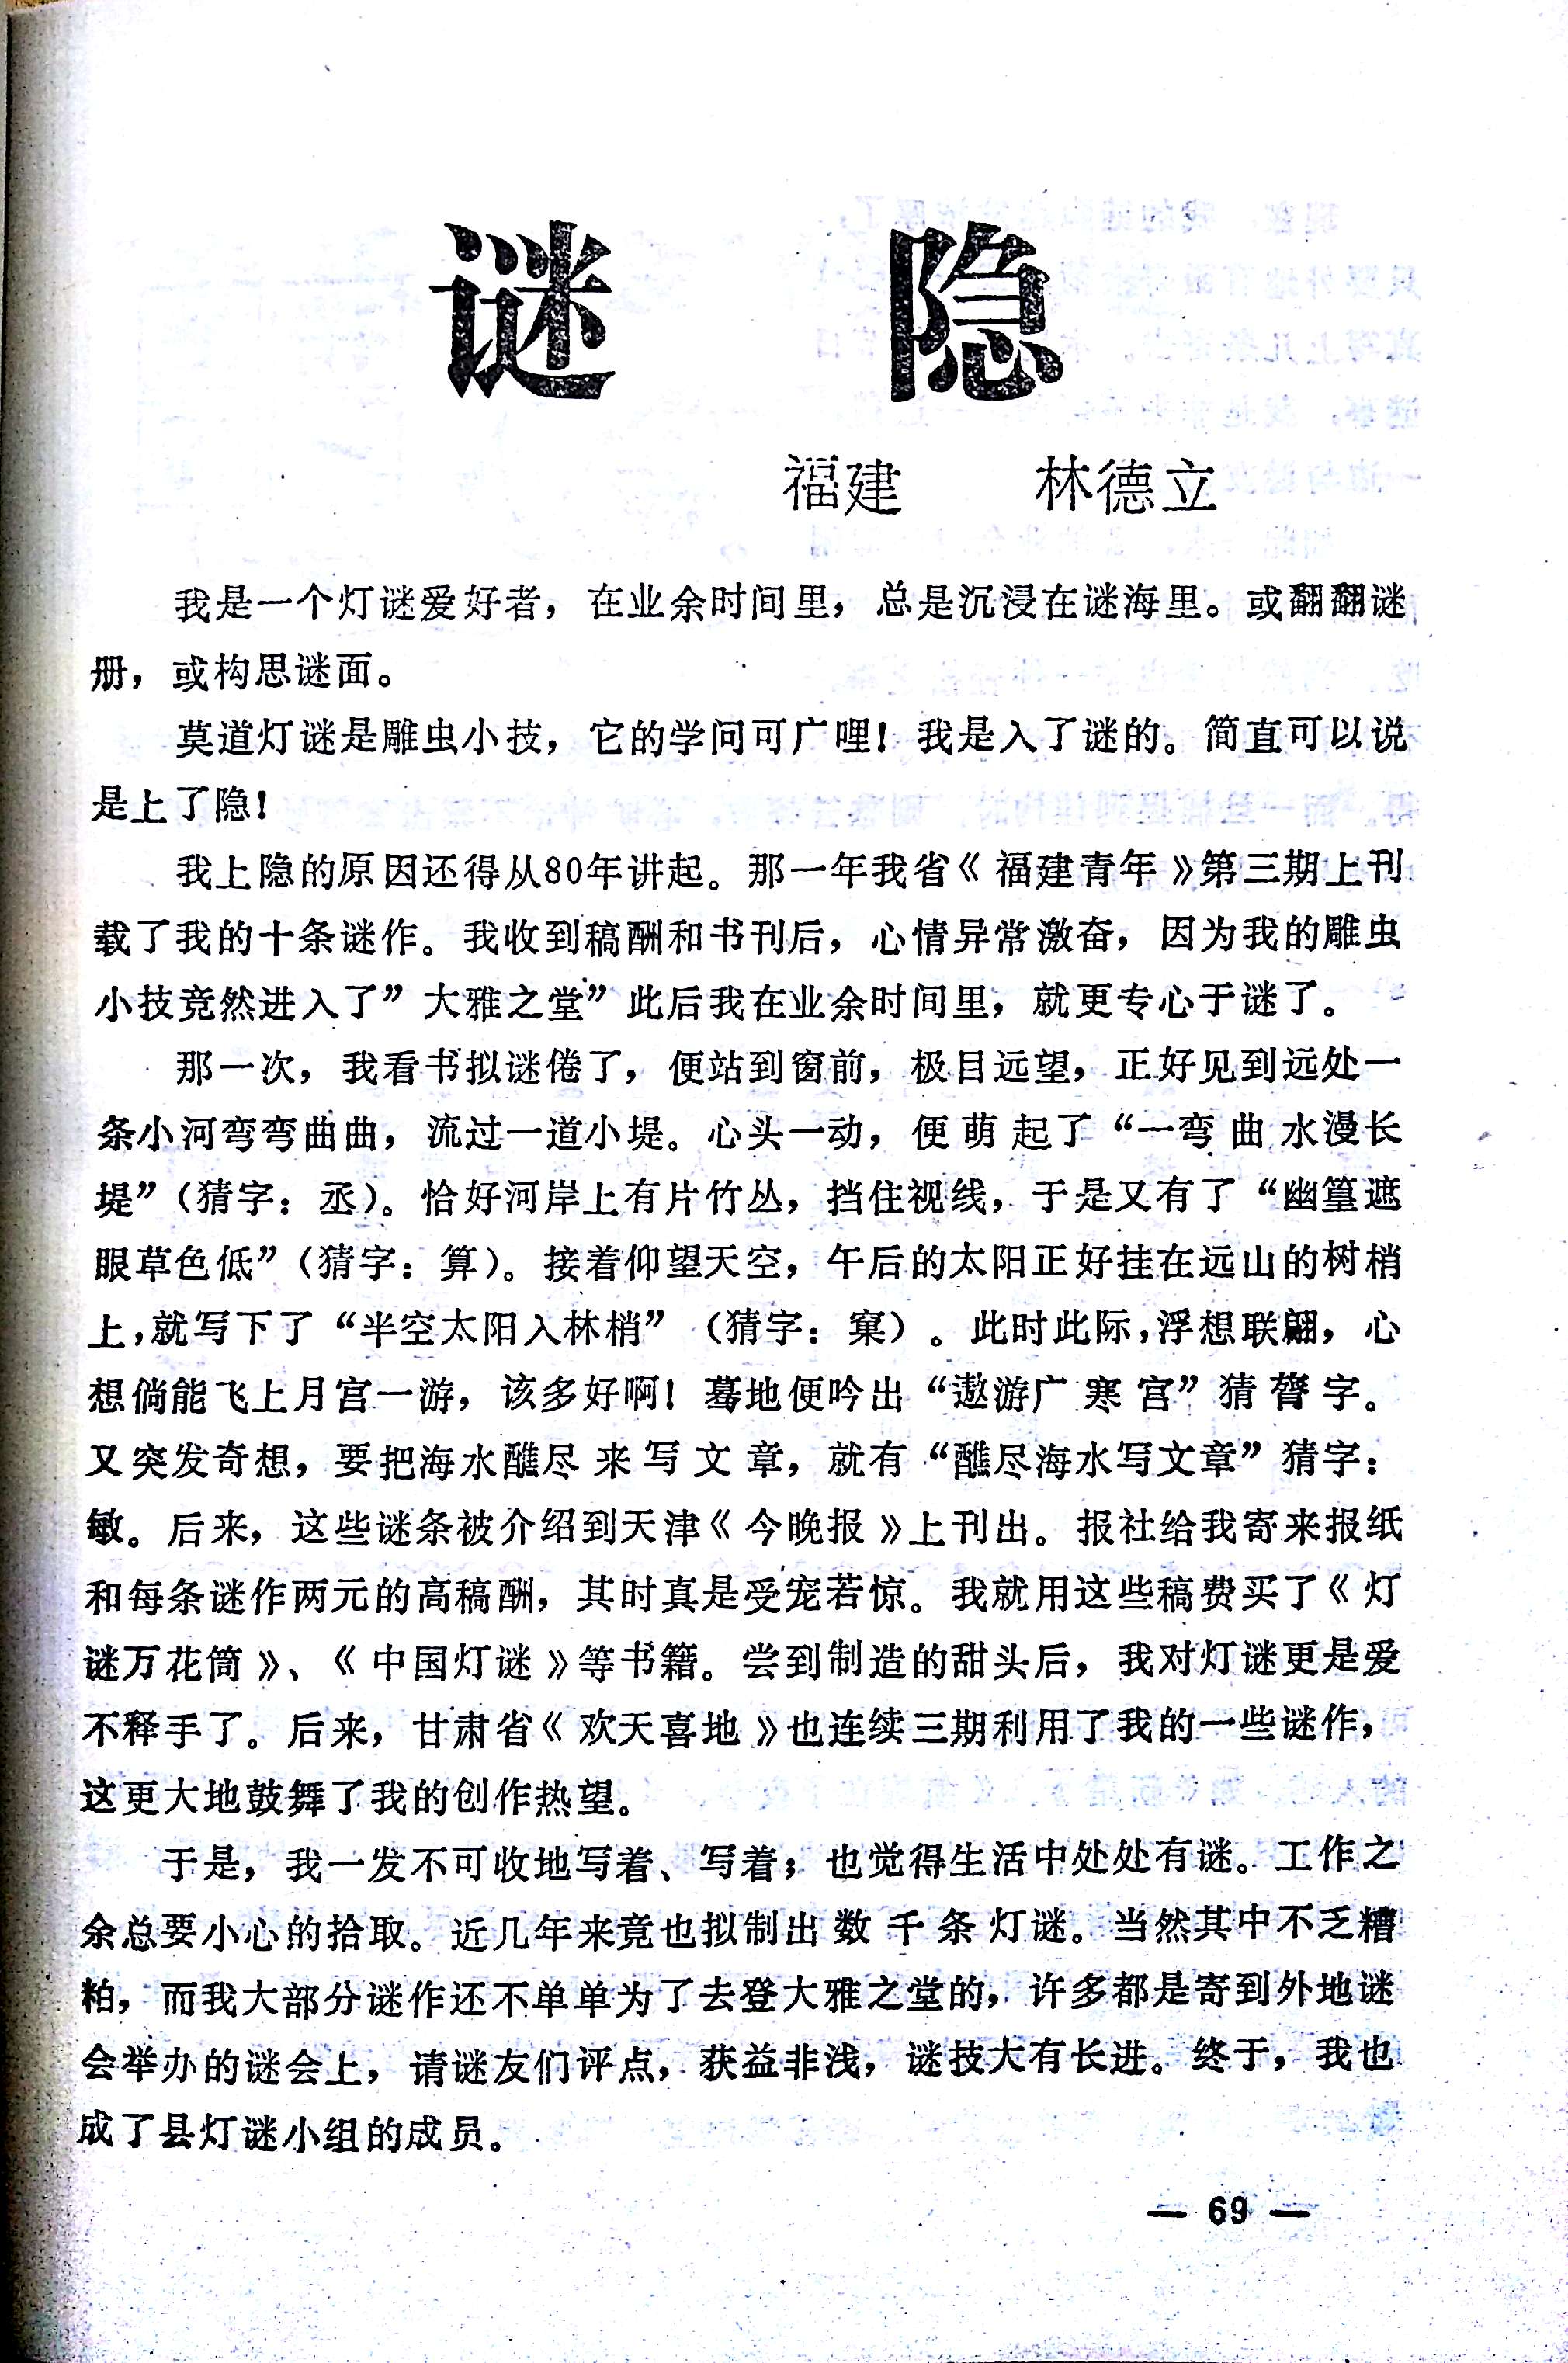 谜 隐
福建 林德立
我是一个灯谜爱好者，在业余时间里，总是沉浸在谜海里。或翻翻谜
册，或构思谜面。
莫道灯谜是雕虫小技，它的学问可广哩！我是入了谜的。简直可以说
是上了隐！
我上隐的原因还得从80年讲起。那一年我省《福建青年》第三期上刊
载了我的十条谜作。我收到稿酬和书刊后，心情异常激奋，因为我的雕虫
小技竞然进入了”大雅之堂”此后我在业余时间里，就更专心于谜了。
那一次，我看书拟谜倦了，便站到窗前，极目远望，正好见到远处一
条小河弯弯曲曲，流过一道小堤。心头一动，便萌起了“一弯曲水漫长
堤”（猜字：丞）。恰好河岸上有片竹丛，挡住视线，于是又有了“幽篁遮
眼草色低”（猜字：算）。接着仰望天空，午后的太阳正好挂在远山的树梢
上，就写下了“半空太阳入林梢”（猜字：窠）。此时此际，浮想联翩，心
想倘能飞上月宫一游，该多好啊！蓦地便吟出“遨游广寒宫”猜膂字。
又突发奇想，要把海水醮尽来写文章，就有“醮尽海水写文章”猜字：
敏。后来，这些谜条被介绍到天津《今晚报》上刊出。报社给我寄来报纸
和每条谜作两元的高稿酬，其时真是受宠若惊。我就用这些稿费买了《灯
谜万花筒》、《中国灯谜》等书籍。尝到制造的甜头后，我对灯谜更是爱
不释手了。后来，甘肃省《欢天喜地》也连续三期利用了我的一些谜作，
这更大地鼓舞了我的创作热望。
于是，我一发不可收地写着、写着；也觉得生活中处处有谜。工作之
余总要小心的拾取。近几年来竟也拟制出数千条灯谜。当然其中不乏糟
粕，而我大部分谜作还不单单为了去登大雅之堂的，许多都是寄到外地谜
会举办的谜会上，请谜友们评点，获益非浅，谜技大有长进。终于，我也
成了县灯谜小组的成员。
— 69 —